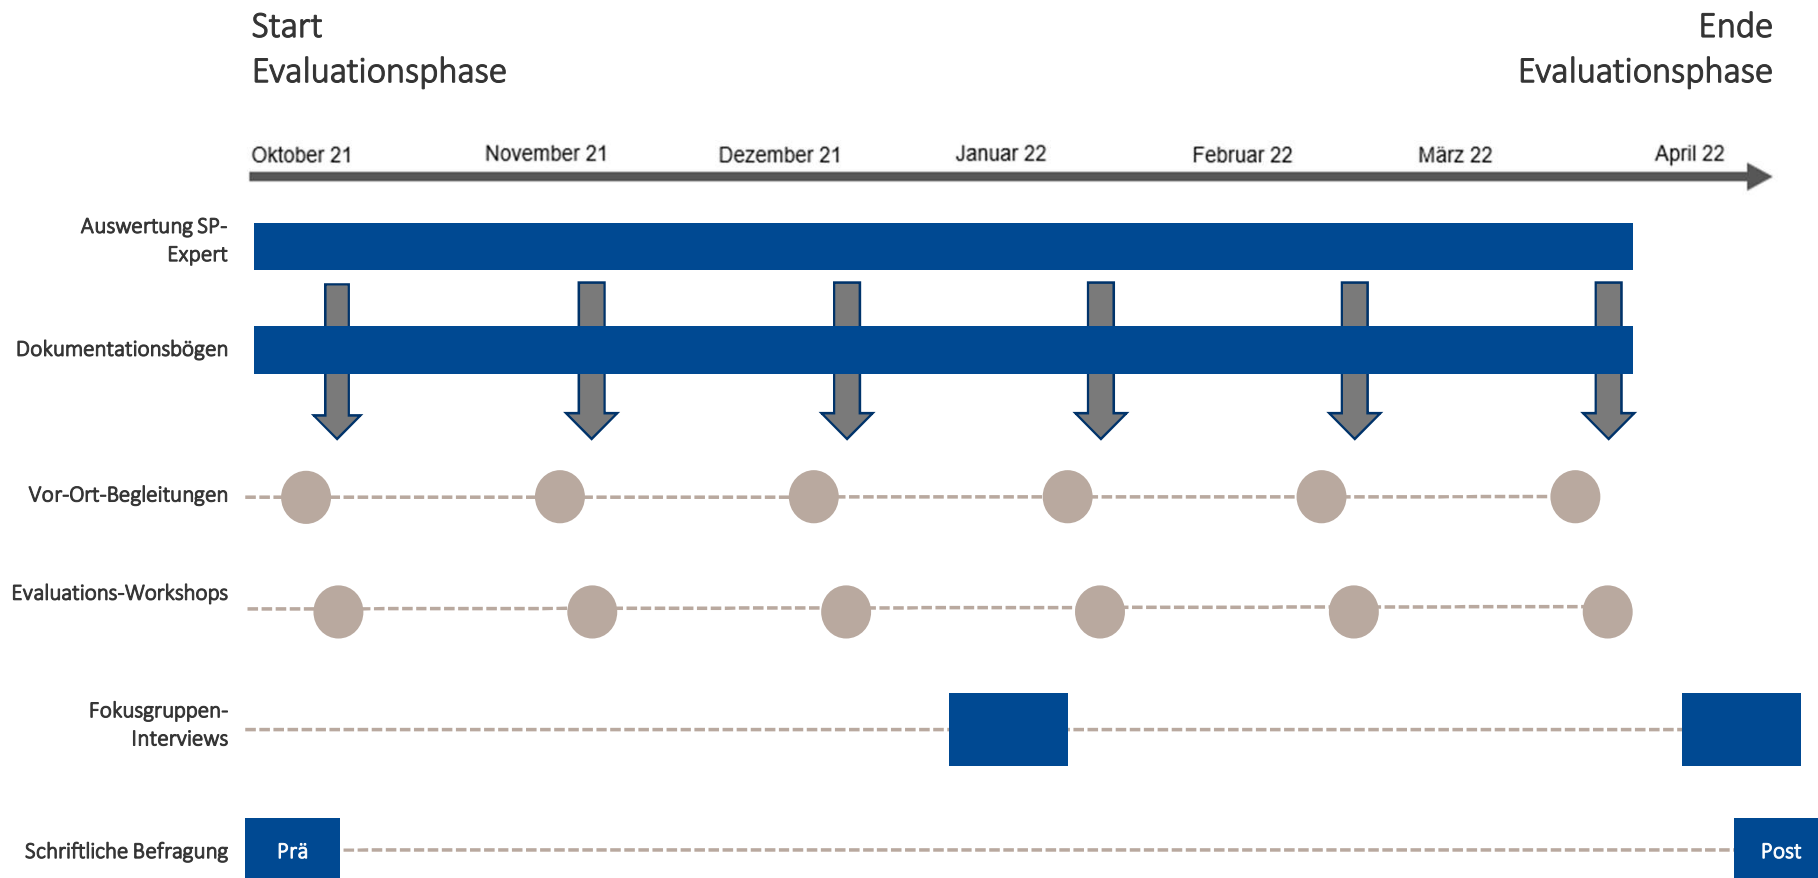 Start
Evaluationsphase
Ende
Evaluationsphase
Oktober 21
November 21
Dezember 21
Januar 22
Februar 22
März 22
April 22
Auswertung SP-
Expert
Dokumentationsbögen
Vor-Ort-Begleitungen
Evaluations-Workshops
Fokusgruppen-
Interviews
Schriftliche Befragung
Prä
Post